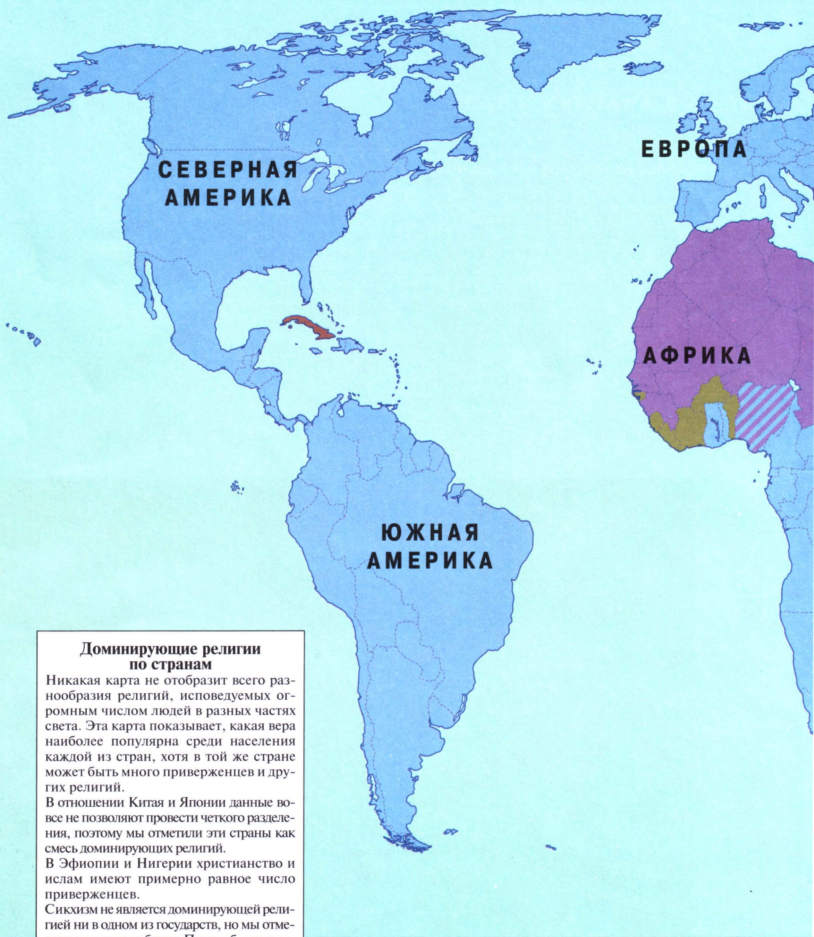 СЕВЕРНАЯ
АМЕРИКА
ЕВРОПА
АФРИКА
ЮЖНАЯ
АМЕРИКА
Доминирующие религии
по странам
Никакая карта не отобразит всего раз-
нообразия религий, исповедуемых ог-
ромным числом людей в разных частях
света. Эта карта показывает, какая вера
наиболее популярна среди населения
каждой из стран, хотя в той же стране
может быть много приверженцев и дру-
гих религий.
В отношении Китая и Японии данные во-
все не позволяют провести четкого разделе-
ния, поэтому мы отметили эти страны как
смесь доминирующих религий.
В Эфиопии и Нигерии христианство и
ислам имеют примерно равное число
приверженцев.
Сикхизм не является доминирующей рели-
гией ни в одном из государств, но мы отме-